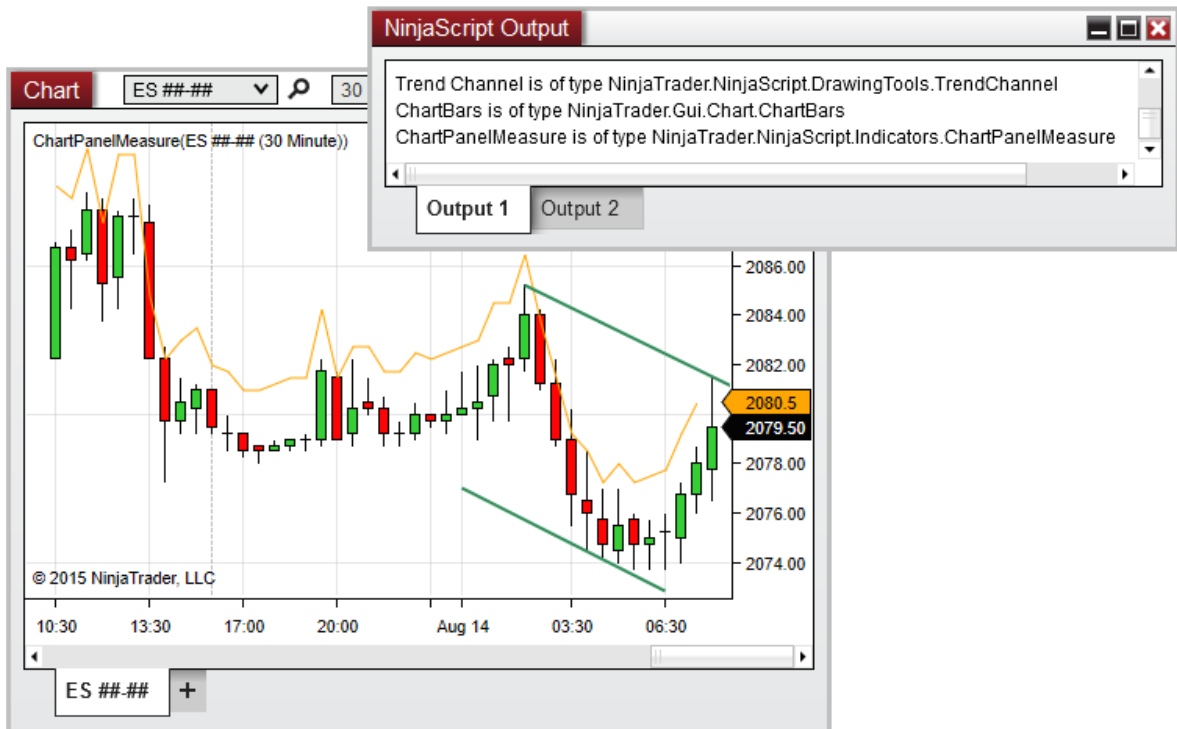 NinjaScript Output
Trend Channel is of type NinjaTrader.NinjaScript.DrawingTools.TrendChannel
ChartBars is of type NinjaTrader.Gui.Chart.ChartBars
ChartPanelMeasure is of type NinjaTrader.NinjaScript.Indicators.ChartPanelMeasure
Output 1 Output 2
Chart ES ##-## 30
ChartPanelMeasure(ES ##-## (30 Minute))
2086.00
2084.00
2082.00
2080.5
2079.50
2078.00
2076.00
2074.00
© 2015 NinjaTrader, LLC
10:30 13:30 17:00 20:00 Aug 14 03:30 06:30
ES ##-## +